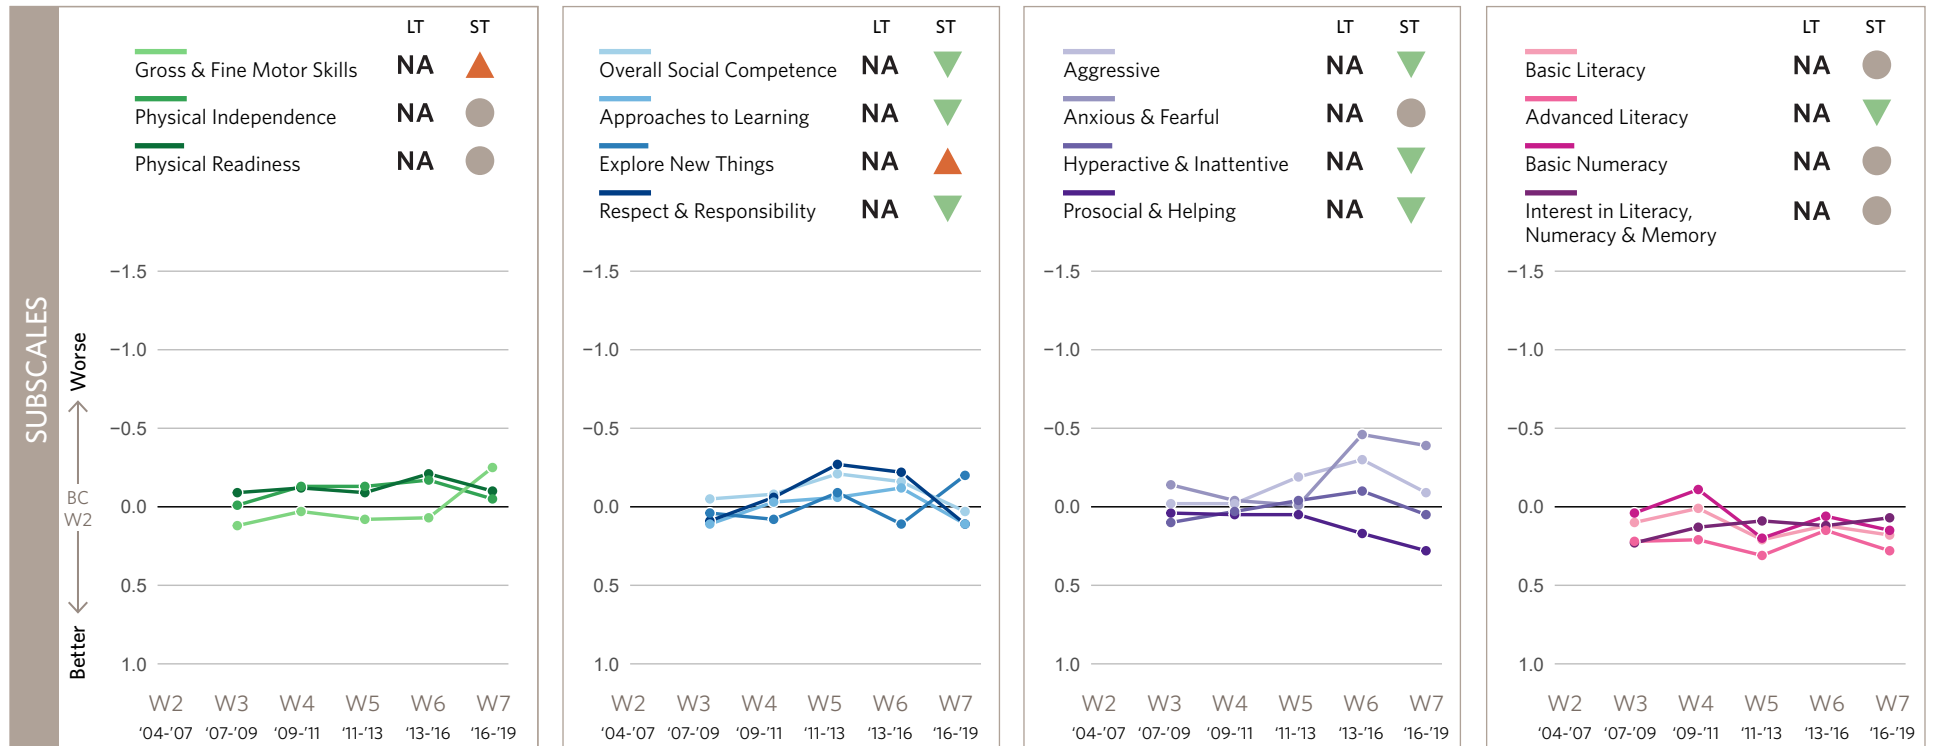 SUBSCALES
Worse
BC
W2
Better
LT ST
Gross & Fine Motor Skills NA
Physical Independence NA
Physical Readiness NA
−1.5
−1.0
−0.5
0.0
0.5
1.0
W2 W3 W4 W5 W6 W7
‘04-’07 ‘07-’09 ‘09-’11 ‘11-’13 ‘13-’16 ‘16-’19
LT ST
Overall Social Competence NA
Approaches to Learning NA
Explore New Things NA
Respect & Responsibility NA
−1.5
−1.0
−0.5
0.0
0.5
1.0
W2 W3 W4 W5 W6 W7
‘04-’07 ‘07-’09 ‘09-’11 ‘11-’13 ‘13-’16 ‘16-’19
LT ST
Aggressive NA
Anxious & Fearful NA
Hyperactive & Inattentive NA
Prosocial & Helping NA
−1.5
−1.0
−0.5
0.0
0.5
1.0
W2 W3 W4 W5 W6 W7
‘04-’07 ‘07-’09 ‘09-’11 ‘11-’13 ‘13-’16 ‘16-’19
LT ST
Basic Literacy NA
Advanced Literacy NA
Basic Numeracy NA
Interest in Literacy, NA
Numeracy & Memory
−1.5
−1.0
−0.5
0.0
0.5
1.0
W2 W3 W4 W5 W6 W7
‘04-’07 ‘07-’09 ‘09-’11 ‘11-’13 ‘13-’16 ‘16-’19